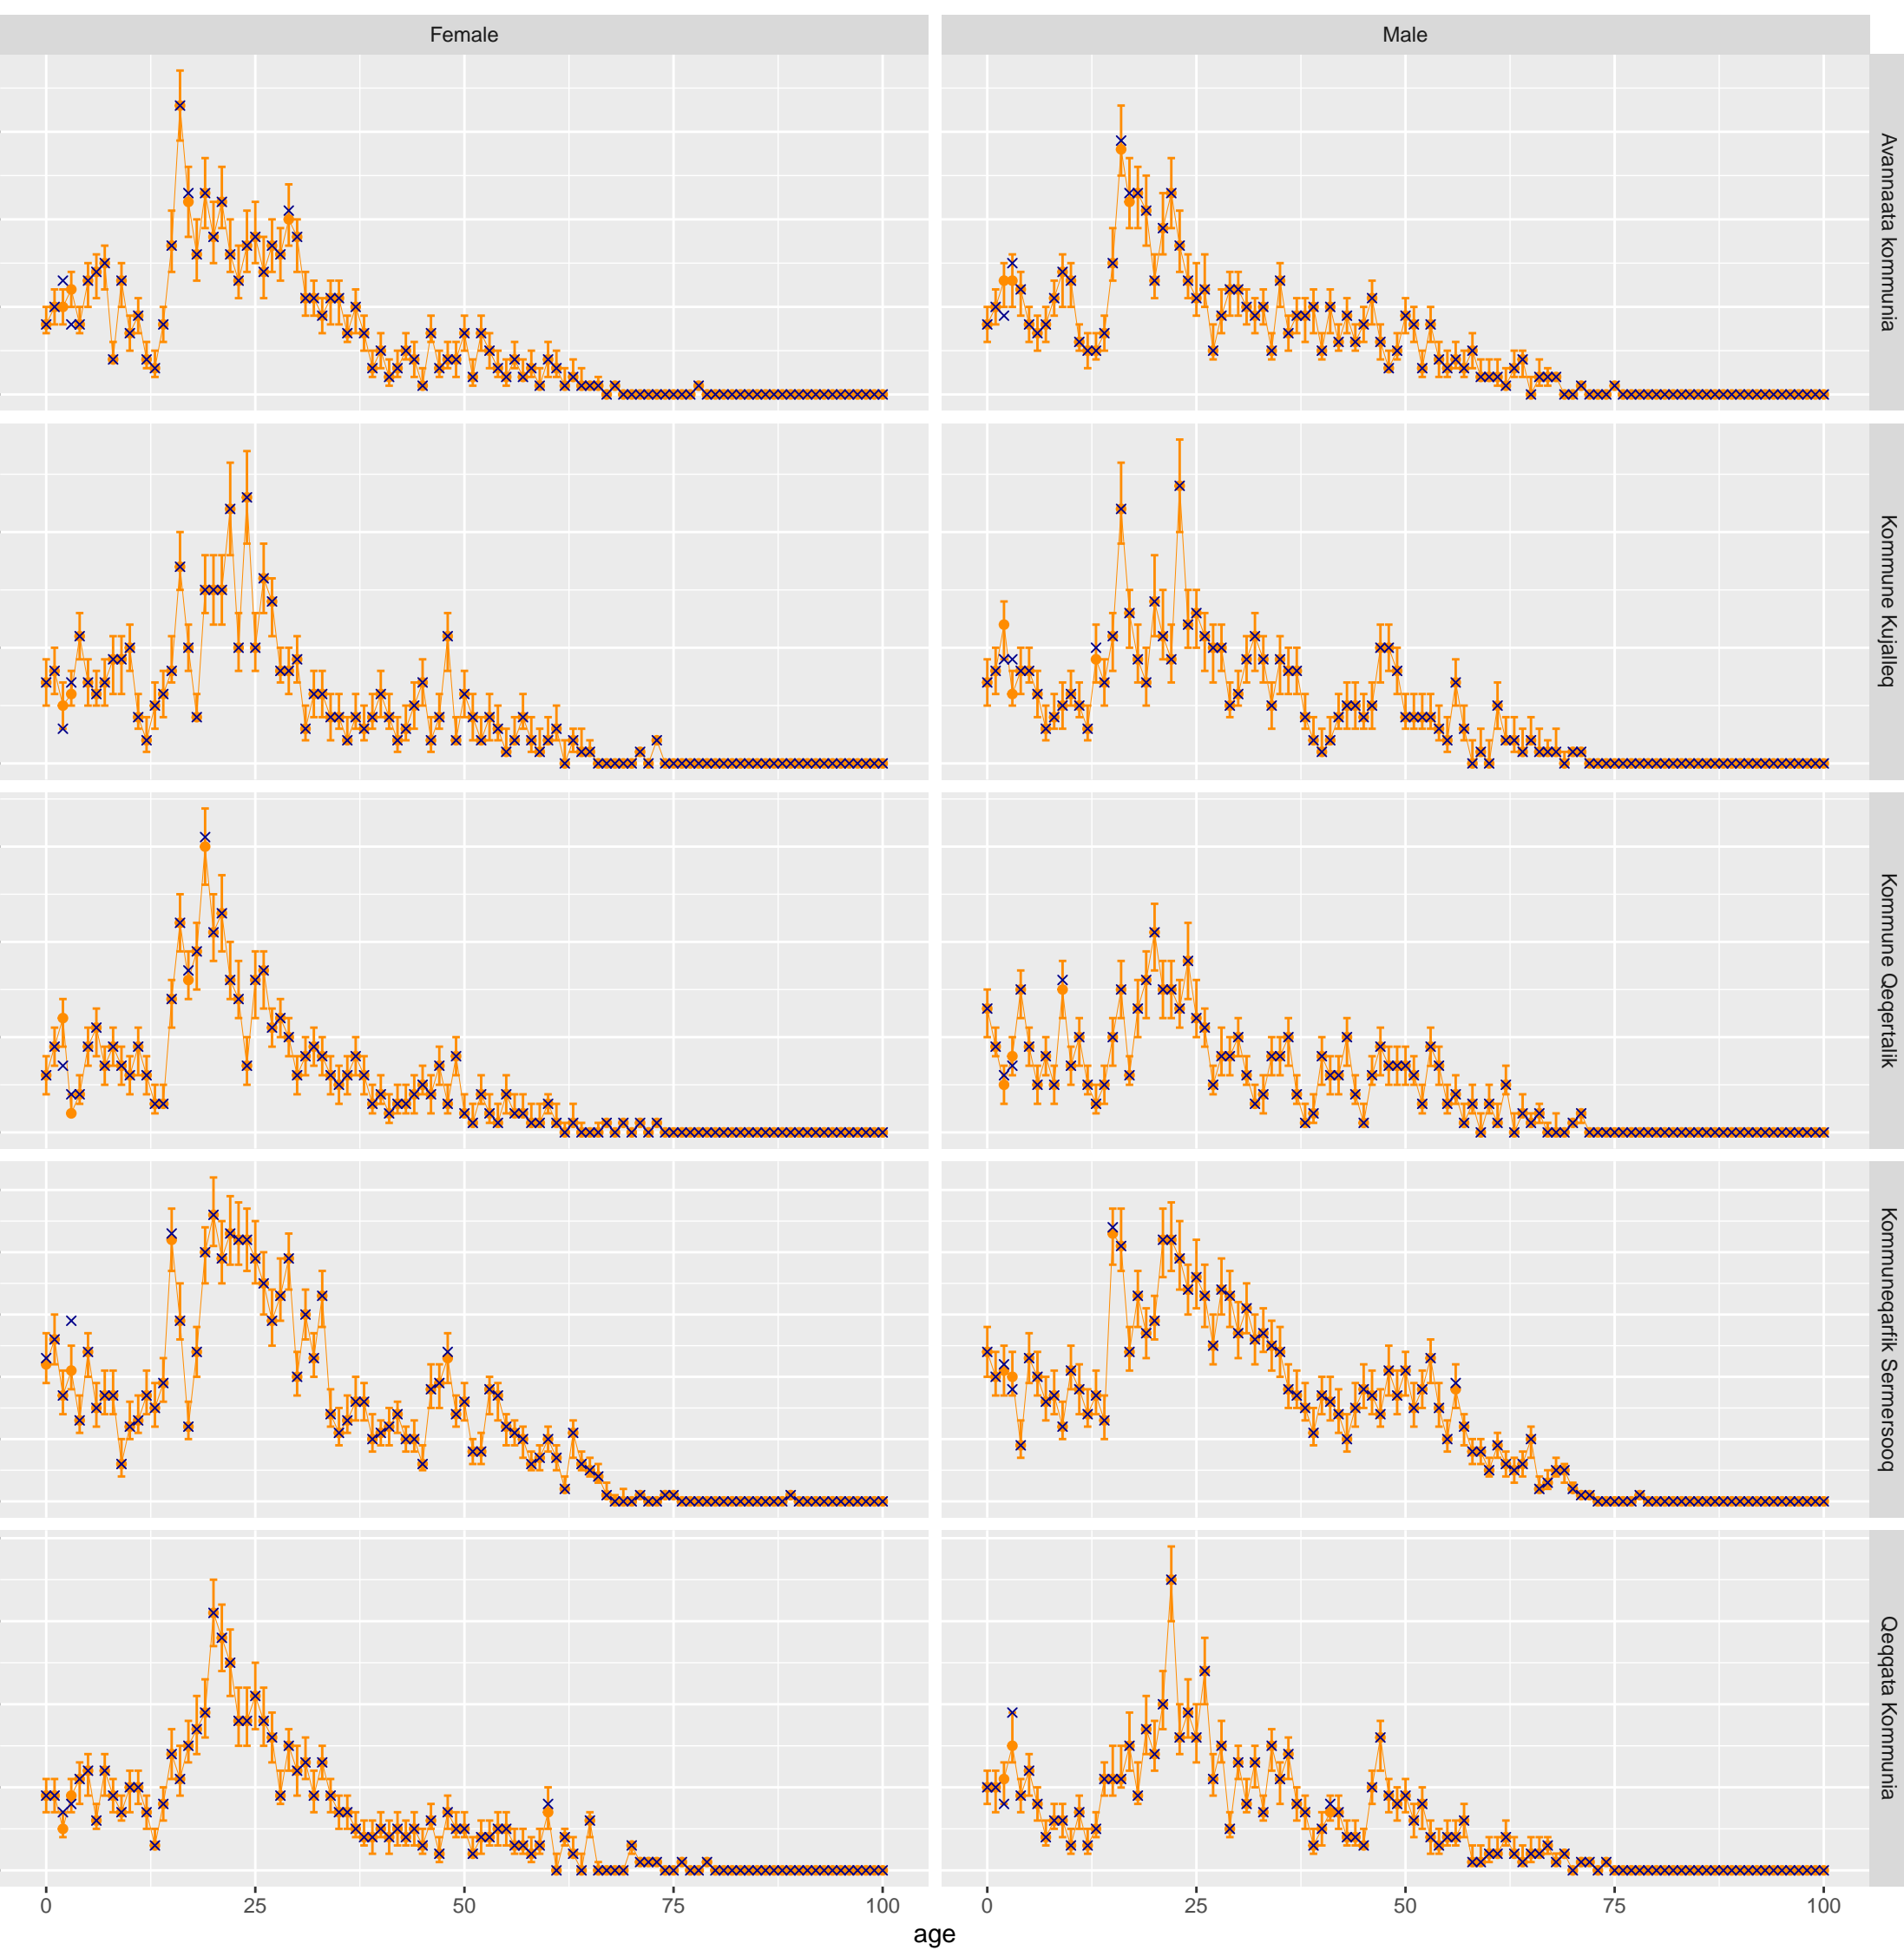 Female
Male
Avannaata kommunia
Kommune Kujalleq
Kommune Qeqertalik
Kommuneqarfik Sermersooq
Qeqqata Kommunia
0 25 50 75 100
0 25 50 75 100
age